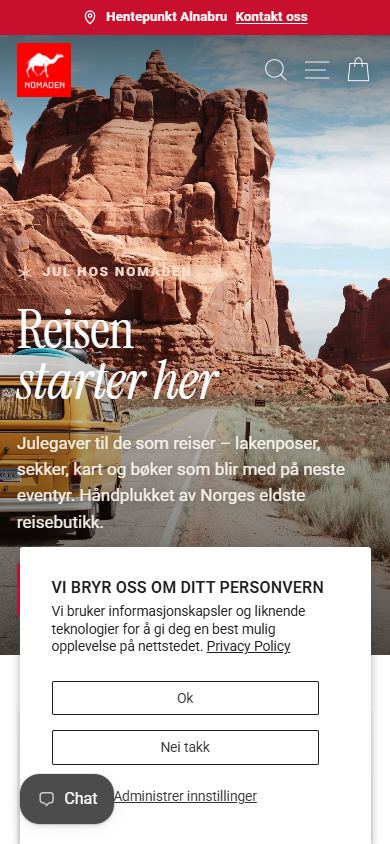 Hentepunkt Alnabru Kontakt oss
NOMADEN
JUL HOS NOMADEN
Reisen
starter her
Julegaver til de som reiser – lakenposer,
sekker, kart og bøker som blir med på neste
eventyr. Håndplukket av Norges eldste
reisebutikk.
VI BRYR OSS OM DITT PERSONVERN
Vi bruker informasjonskapsler og liknende
teknologier for å gi deg en best mulig
opplevelse på nettstedet. Privacy Policy
Ok
Nei takk
Administrer innstillinger
Chat